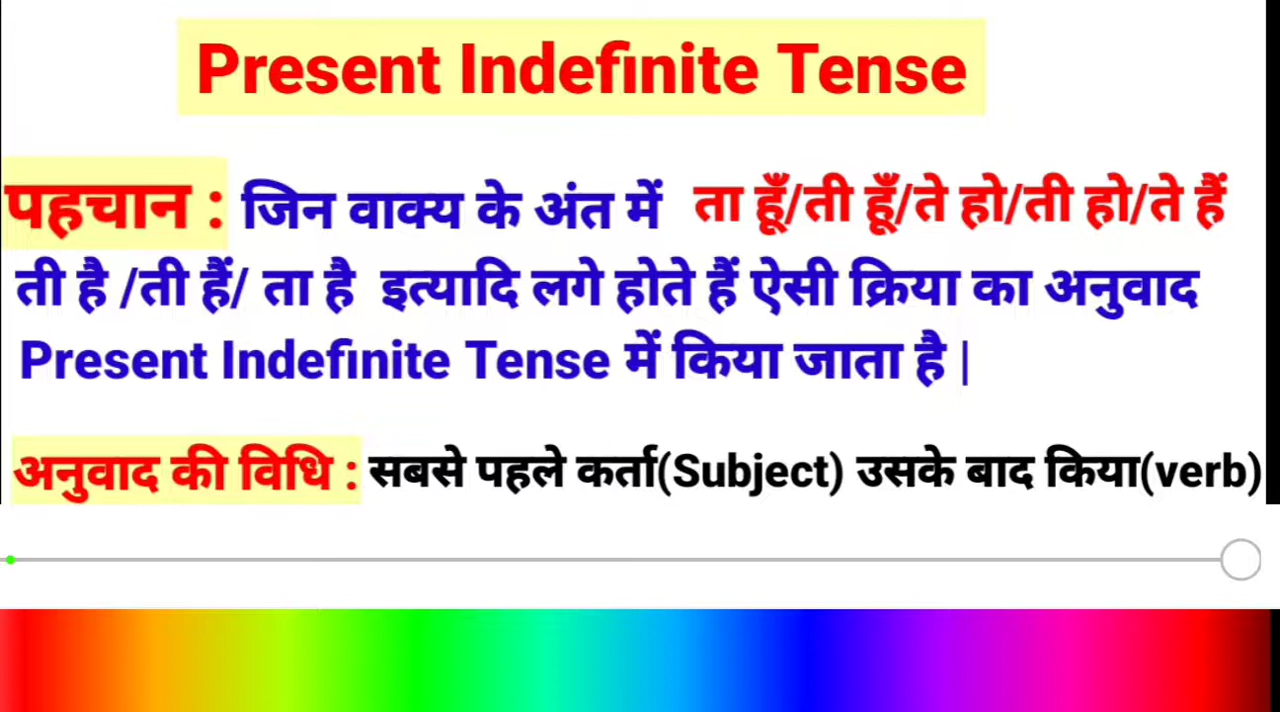 Present Indefinite Tense
पहचान : जिन वाक्य के अंत में ता हूँ/ती हूँ/ते हो/ती हो/ते हैं
ती है /ती हैं/ ता है इत्यादि लगे होते हैं ऐसी क्रिया का अनुवाद
Present Indefinite Tense में किया जाता है |
अनुवाद की विधि : सबसे पहले कर्ता(Subject) उसके बाद किया(verb)